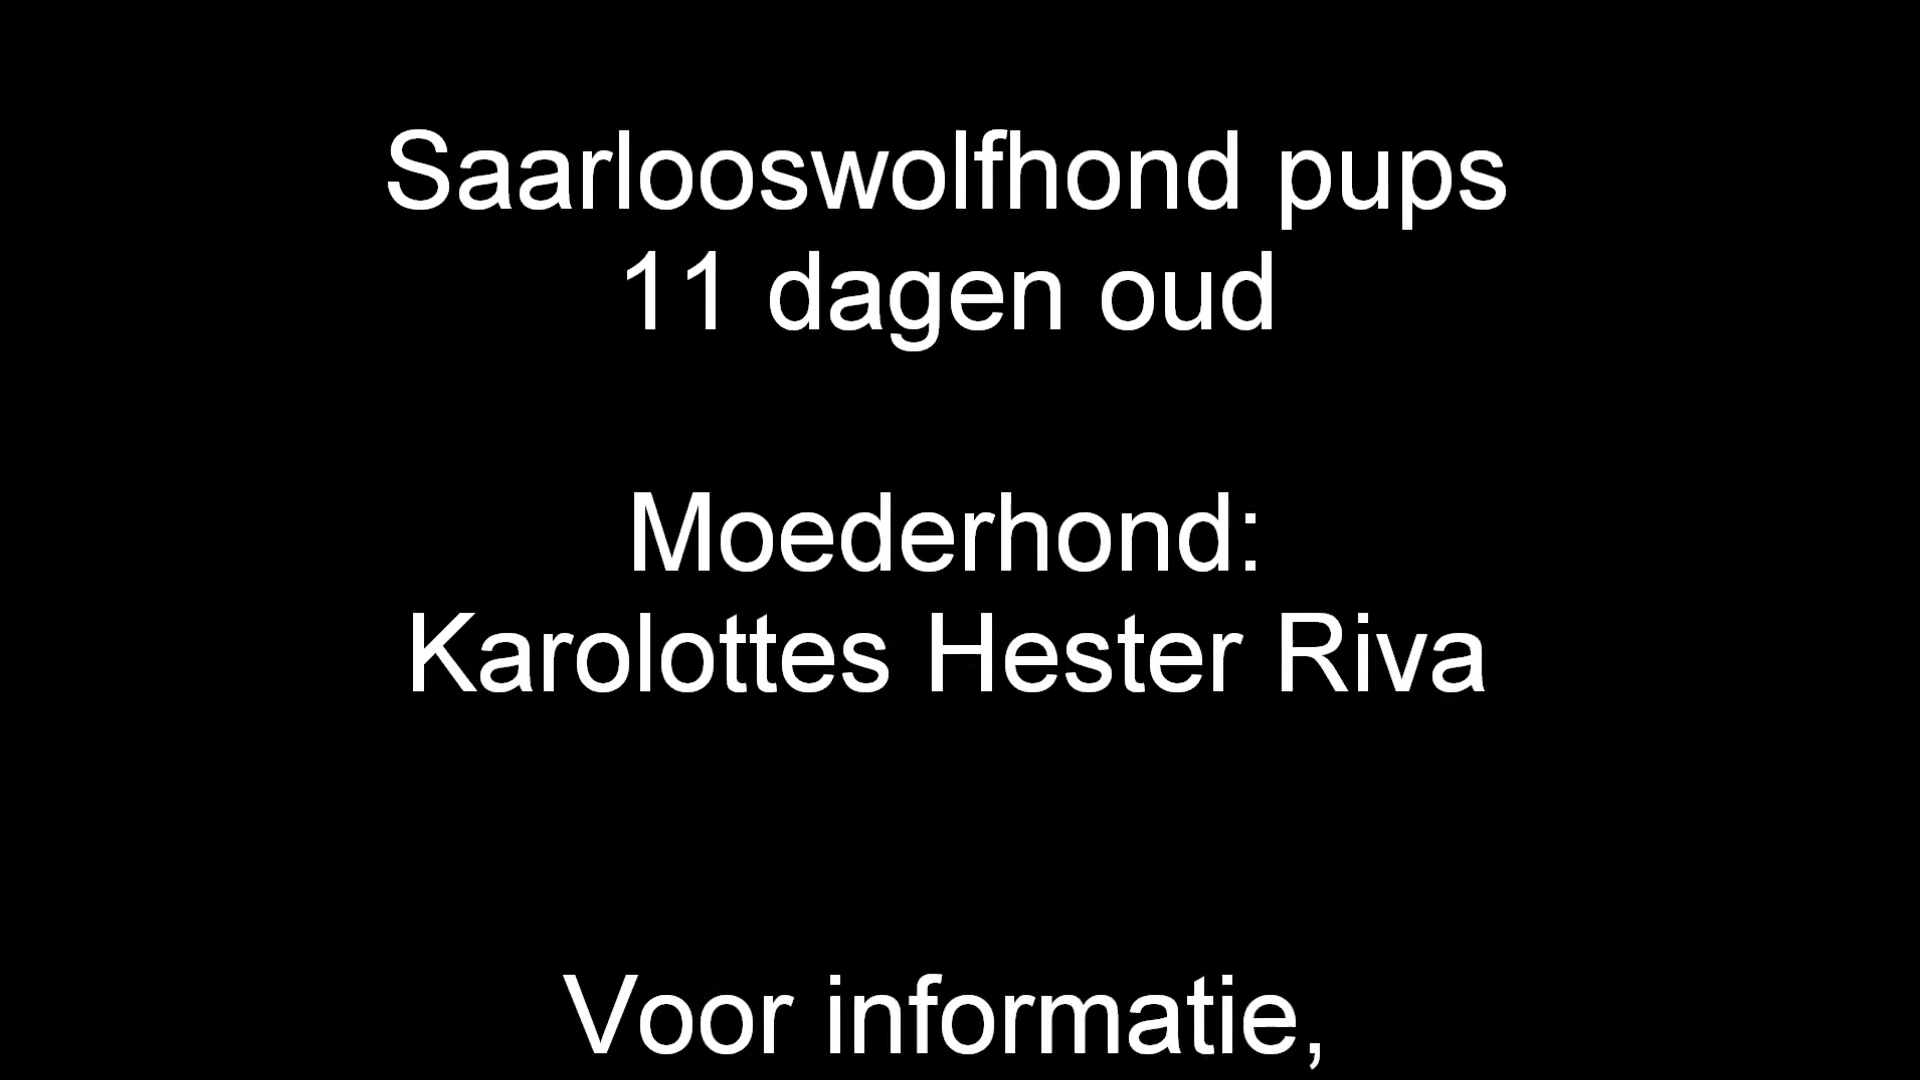 Saarlooswolfhond pups
11 dagen oud
Moederhond:
Karolottes Hester Riva
Voor informatie,